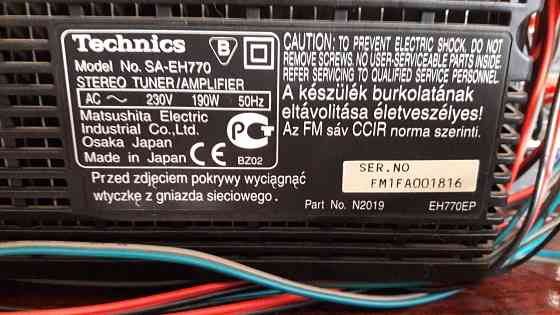 Technics
Model No. SA-EH770
STEREO TUNER/AMPLIFIER
AC ~ 230V 190W 50Hz
Matsushita Electric
Industrial Co.,Ltd.
Osaka Japan
Made in Japan CE BZ02
B
PCT
CAUTION: TO PREVENT ELECTRIC SHOCK, DO NOT
REMOVE SCREWS. NO USER-SERVICEABLE PARTS INSIDE.
REFER SERVICING TO QUALIFIED SERVICE PERSONNEL.
A készülék burkolatának
eltávolítása életveszélyes!
Az FM sáv CCIR norma szerinti.
Przed zdjęciem pokrywy wyciągnąć
wtyczkę z gniazda sieciowego.
SER.NO
FM1FA001816
Part No. N2019 EH770EP